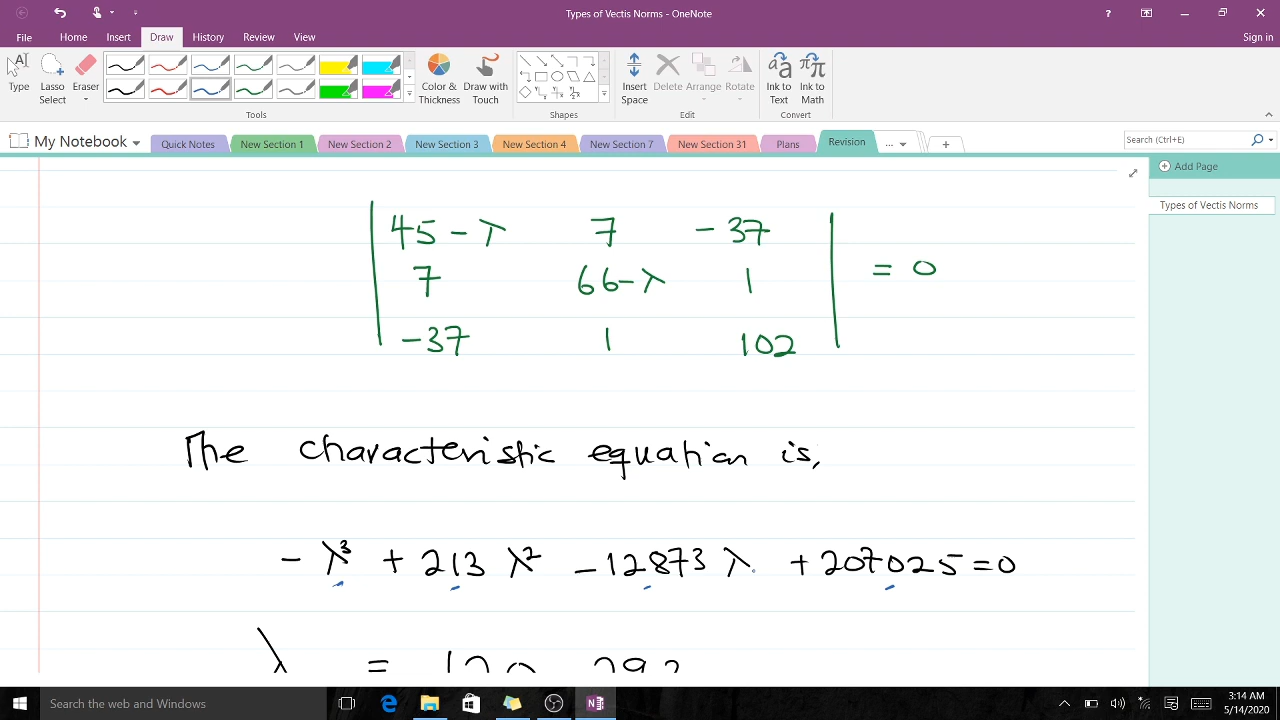 Types of Vectis Norms - OneNote
? Sign in
File Home Insert Draw History Review View
Type Lasso Select Eraser Color & Thickness Draw with Touch Insert Space Delete Arrange Rotate Ink to Text Ink to Math
Tools Shapes Edit Convert
My Notebook Quick Notes New Section 1 New Section 2 New Section 3 New Section 4 New Section 7 New Section 31 Plans Revision ... + Search (Ctrl+E)
Add Page
Types of Vectis Norms
45 - λ 7 - 37
7 66 - λ 1 = 0
-37 1 102
The characteristic equation is,
- λ³ + 213 λ² - 12873 λ + 207025 = 0
λ =
Search the web and Windows
3:14 AM
5/14/2020